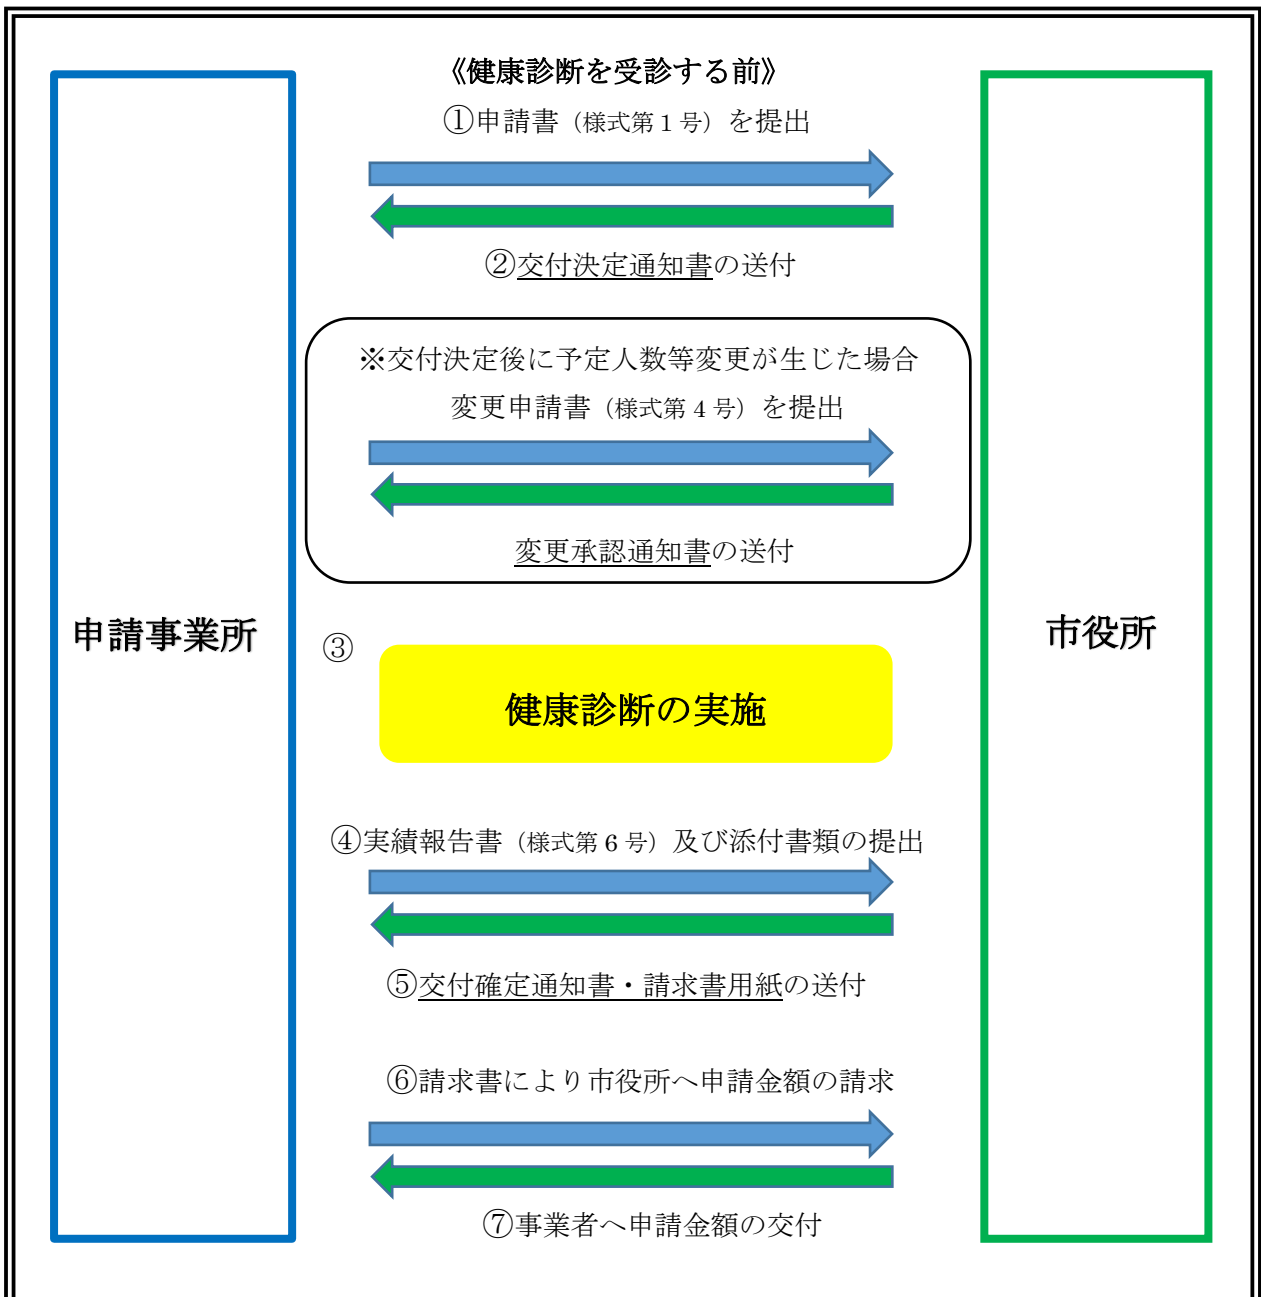 《健康診断を受診する前》
①申請書（様式第1号）を提出
②交付決定通知書の送付
※交付決定後に予定人数等変更が生じた場合
変更申請書（様式第4号）を提出
変更承認通知書の送付
申請事業所
市役所
③
健康診断の実施
④実績報告書（様式第6号）及び添付書類の提出
⑤交付確定通知書・請求書用紙の送付
⑥請求書により市役所へ申請金額の請求
⑦事業者へ申請金額の交付